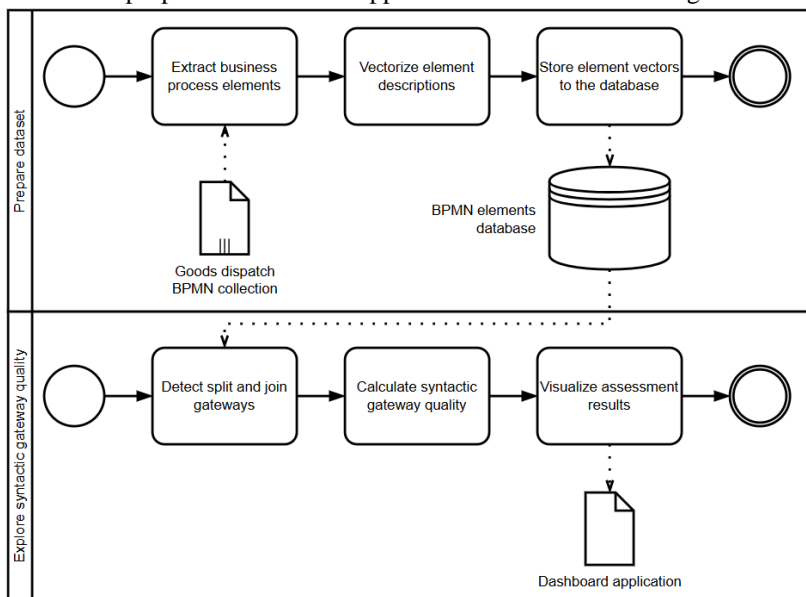 Prepare dataset
Extract business
process elements
Vectorize element
descriptions
Store element vectors
to the database
BPMN elements
database
Goods dispatch
BPMN collection
Explore syntactic gateway quality
Detect split and join
gateways
Calculate syntactic
gateway quality
Visualize assessment
results
Dashboard application